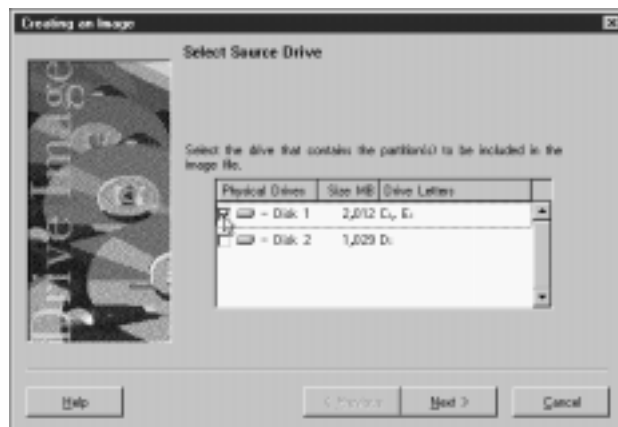 Creating an Image
Select Source Drive
Drive Image
Select the drive that contains the partition(s) to be included in the
image file.
Physical Drives Size MB Drive Letters
- Disk 1 2,012 C:, E:
- Disk 2 1,029 D:
Help < Previous Next > Cancel